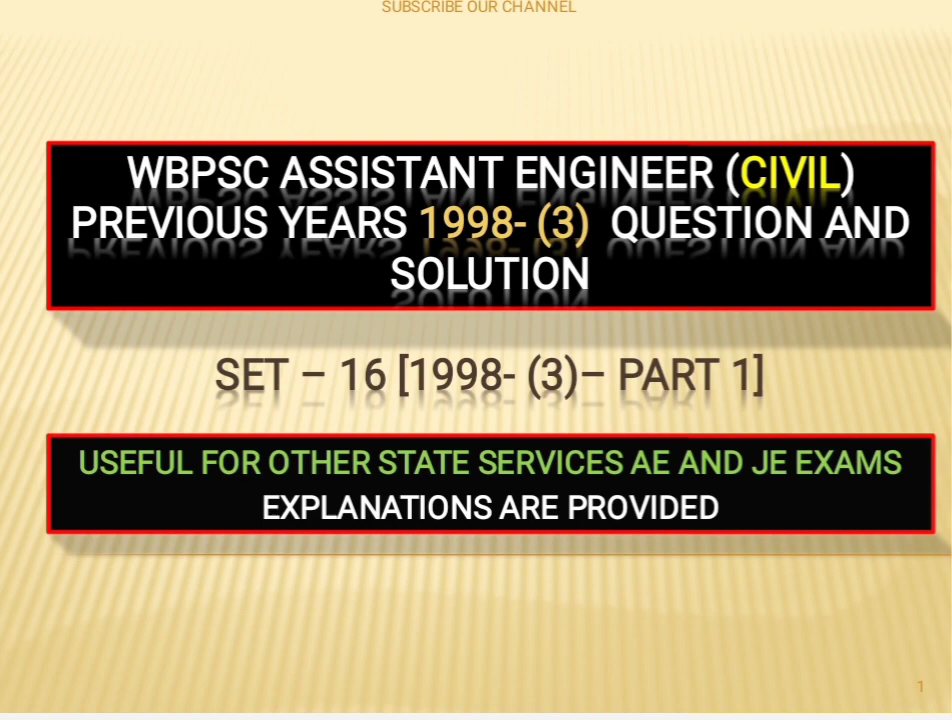 SUBSCRIBE OUR CHANNEL
WBPSC ASSISTANT ENGINEER (CIVIL)
PREVIOUS YEARS 1998- (3) QUESTION AND
SOLUTION
SET – 16 [1998- (3)– PART 1]
USEFUL FOR OTHER STATE SERVICES AE AND JE EXAMS
EXPLANATIONS ARE PROVIDED
1